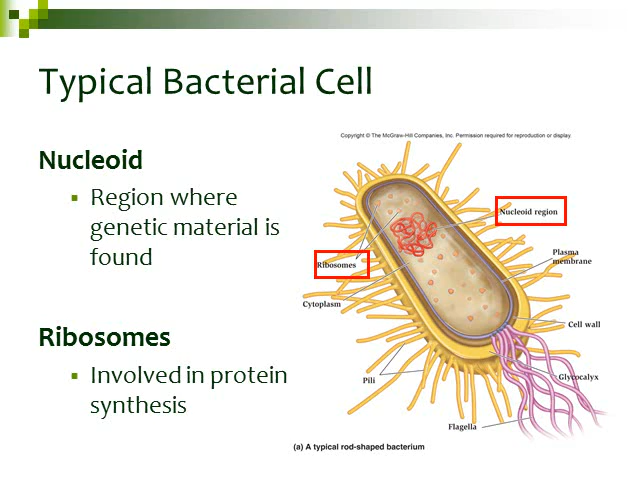 Typical Bacterial Cell
Copyright © The McGraw-Hill Companies, Inc. Permission required for reproduction or display.
Nucleoid
▪ Region where
genetic material is
found
Ribosomes
▪ Involved in protein
synthesis
Nucleoid region
Ribosomes
Plasma
membrane
Cytoplasm
Cell wall
Pili
Glycocalyx
Flagella
(a) A typical rod-shaped bacterium